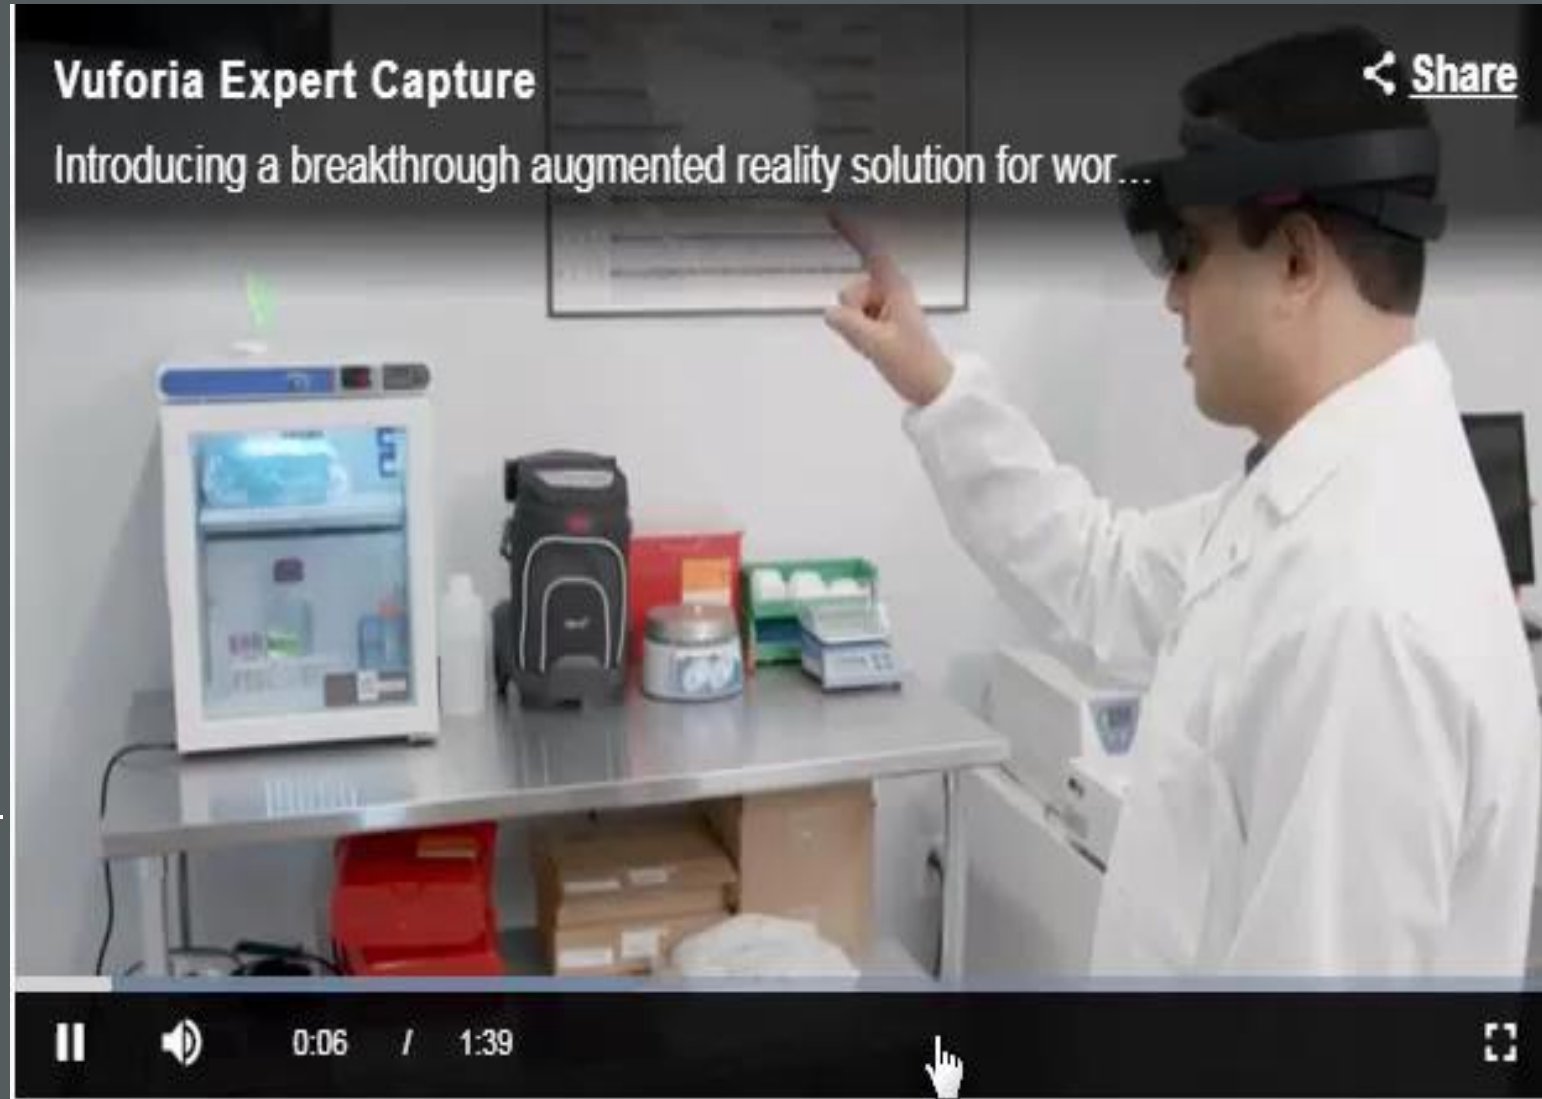 Vuforia Expert Capture
Share
Introducing a breakthrough augmented reality solution for wor...
0:06 / 1:39